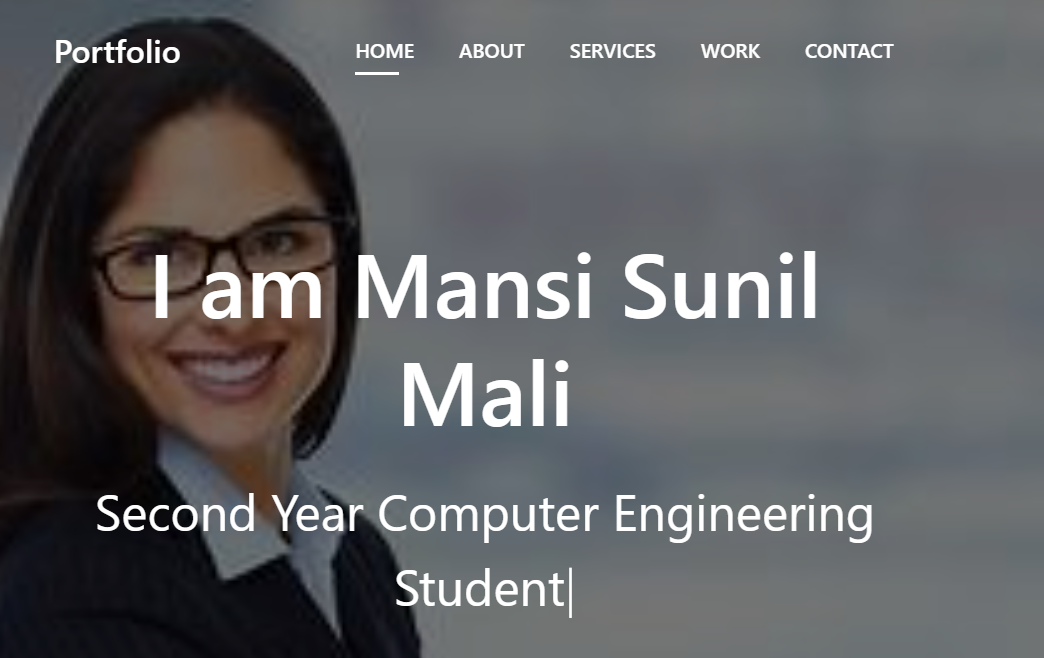 Portfolio
HOME ABOUT SERVICES WORK CONTACT
I am Mansi Sunil
Mali
Second Year Computer Engineering
Student|